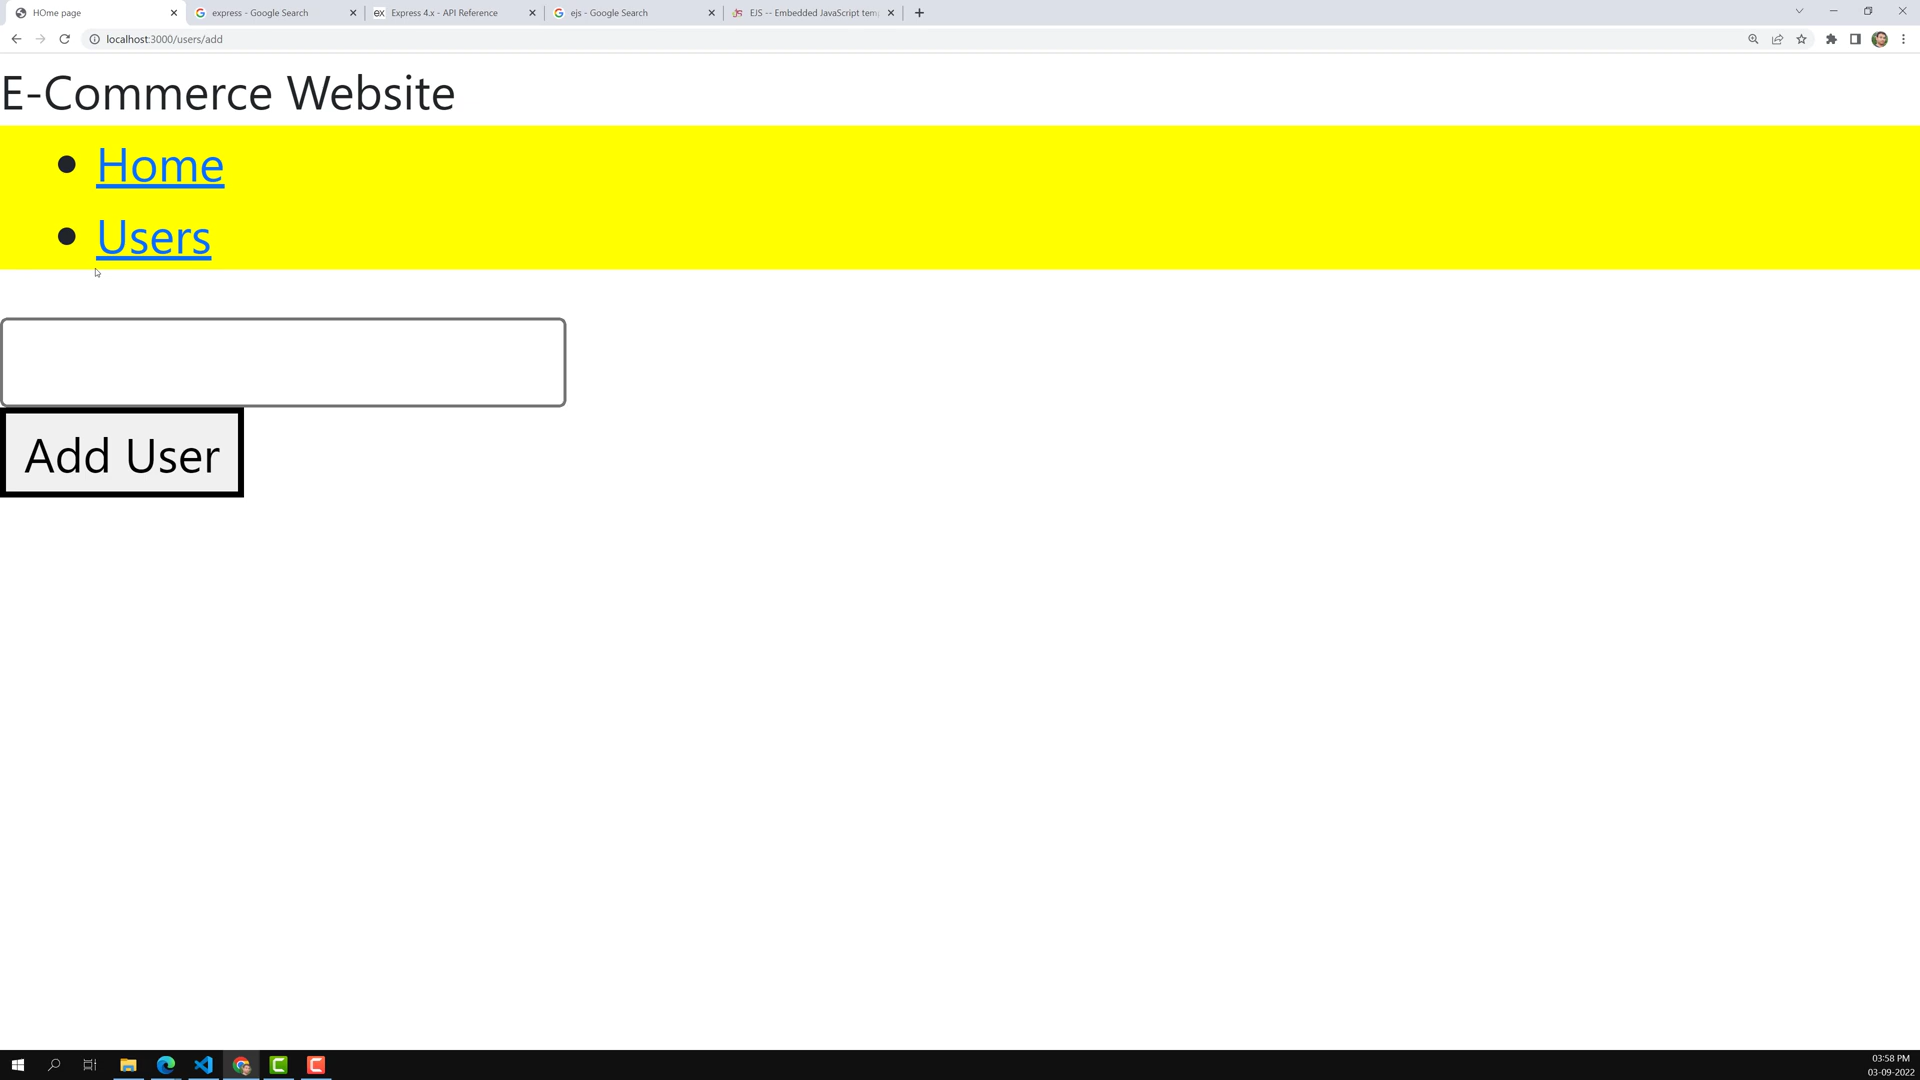 HOme page
express - Google Search
Express 4.x - API Reference
ejs - Google Search
EJS -- Embedded JavaScript tem
localhost:3000/users/add
E-Commerce Website
Home
Users
Add User
03:58 PM
03-09-2022